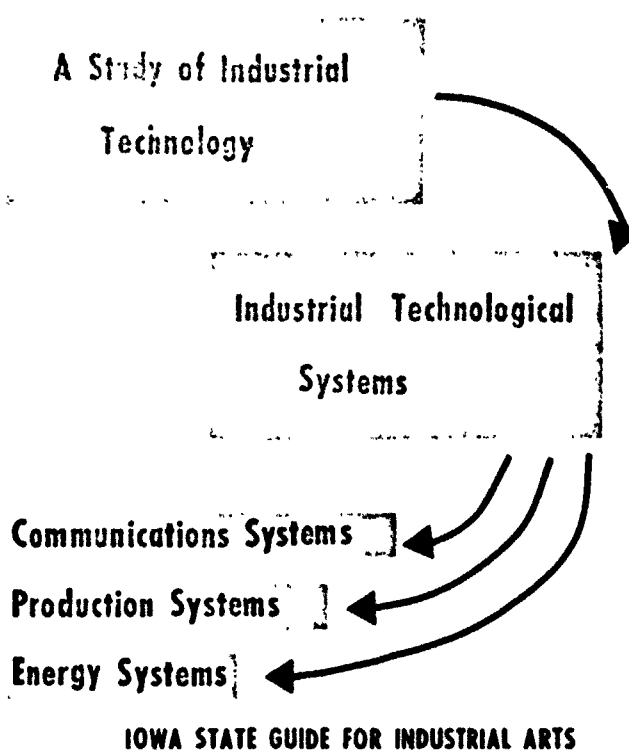 A Study of Industrial
Technology
Industrial Technological
Systems
Communications Systems
Production Systems
Energy Systems
IOWA STATE GUIDE FOR INDUSTRIAL ARTS